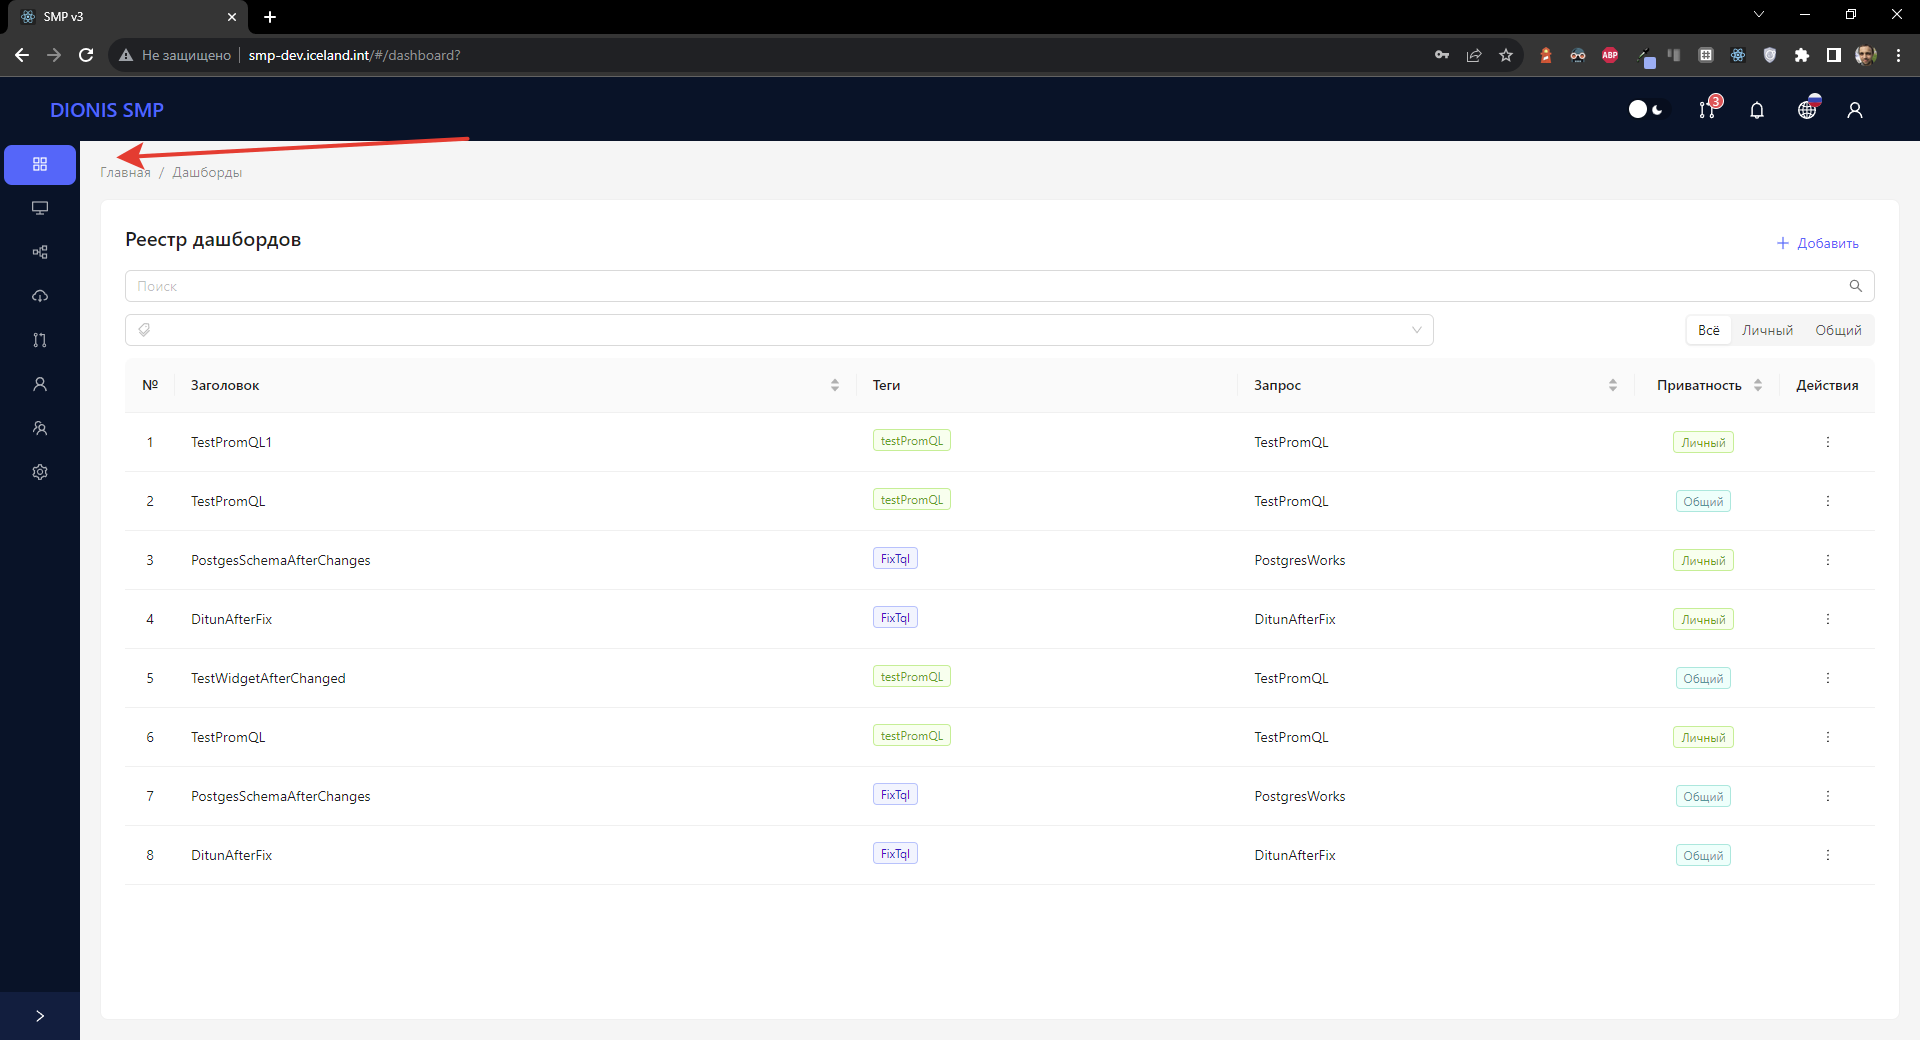 SMP v3
Не защищено smp-dev.iceland.int/#/dashboard?
ABP
DIONIS SMP
3
Главная / Дашборды
Реестр дашбордов
Добавить
Поиск
Всё Личный Общий
№ Заголовок Теги Запрос Приватность Действия
1 TestPromQL1 testPromQL TestPromQL Личный
2 TestPromQL testPromQL TestPromQL Общий
3 PostgesSchemaAfterChanges FixTql PostgresWorks Личный
4 DitunAfterFix FixTql DitunAfterFix Личный
5 TestWidgetAfterChanged testPromQL TestPromQL Общий
6 TestPromQL testPromQL TestPromQL Личный
7 PostgesSchemaAfterChanges FixTql PostgresWorks Общий
8 DitunAfterFix FixTql DitunAfterFix Общий